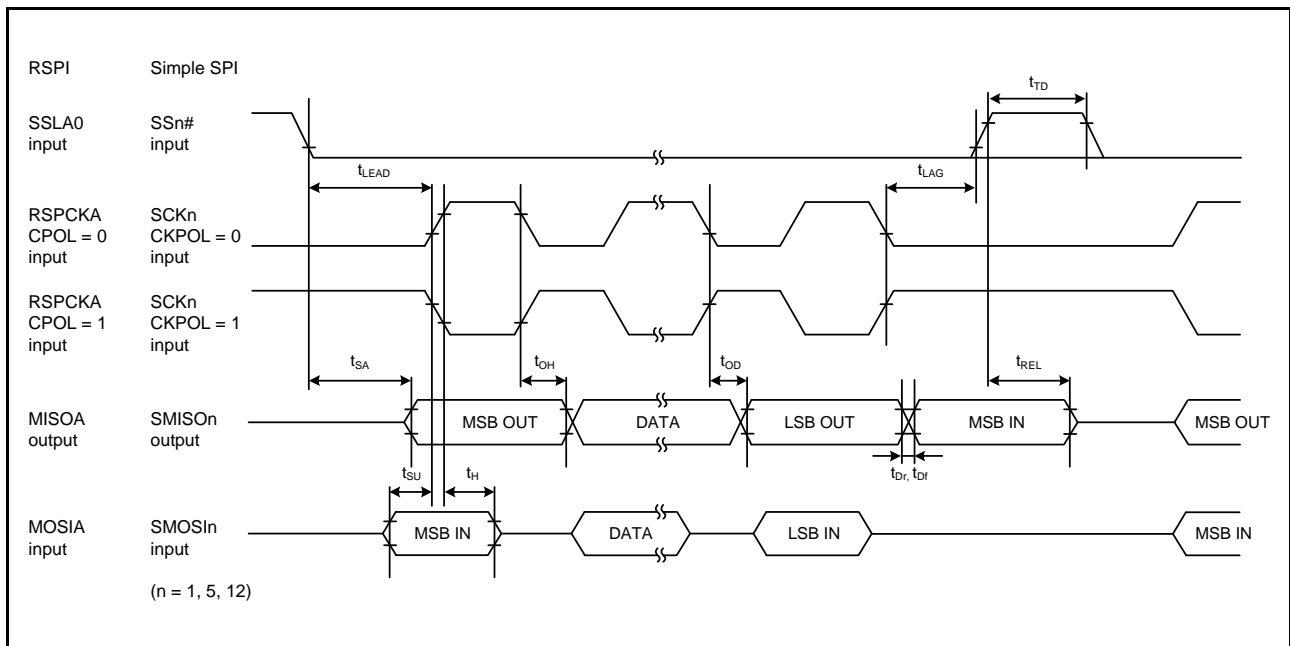 RSPI Simple SPI
tTD
SSLA0 SSn#
input input
tLEAD tLAG
RSPCKA SCKn
CPOL = 0 CKPOL = 0
input input
RSPCKA SCKn
CPOL = 1 CKPOL = 1
input input
tSA tOH tOD tREL
MISOA SMISOn
output output
MSB OUT DATA LSB OUT MSB IN MSB OUT
tSU tH tDr, tDf
MOSIA SMOSIn
input input
MSB IN DATA LSB IN MSB IN
(n = 1, 5, 12)